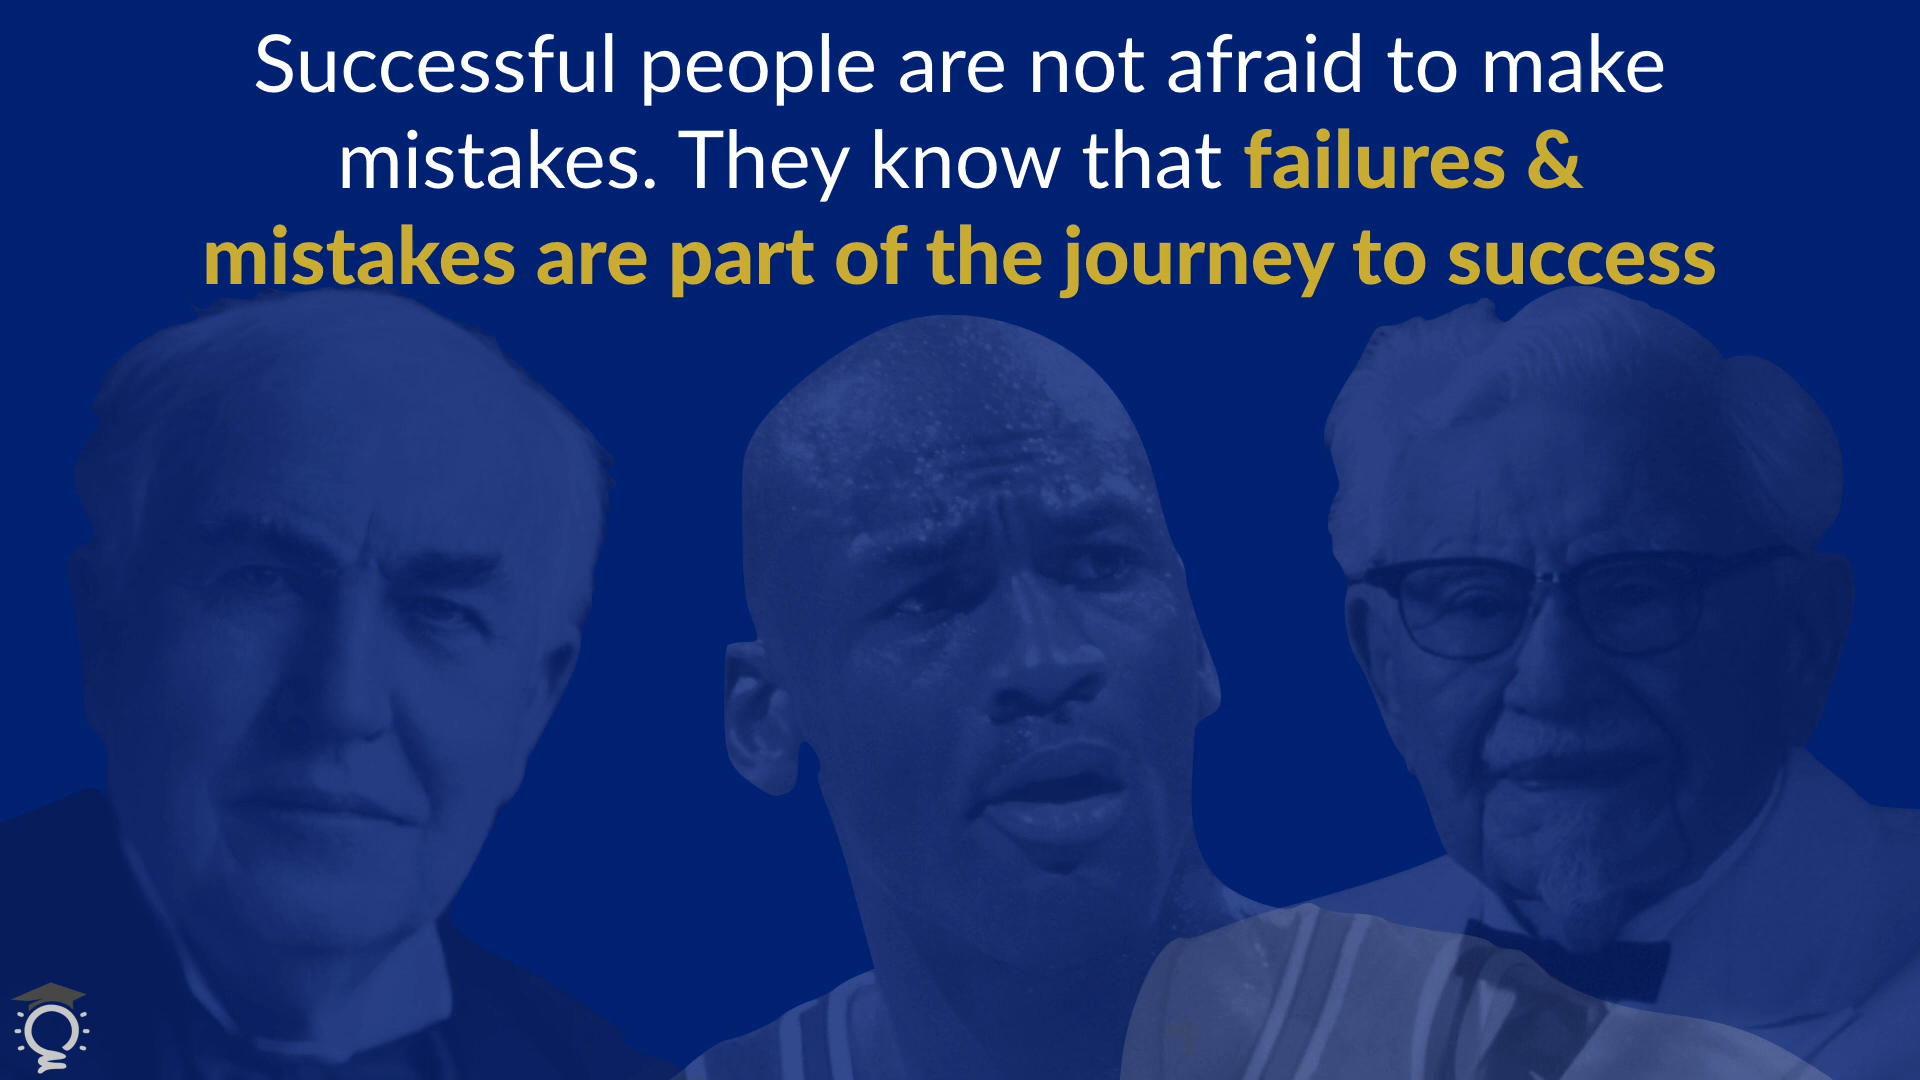 Successful people are not afraid to make
mistakes. They know that failures &
mistakes are part of the journey to success